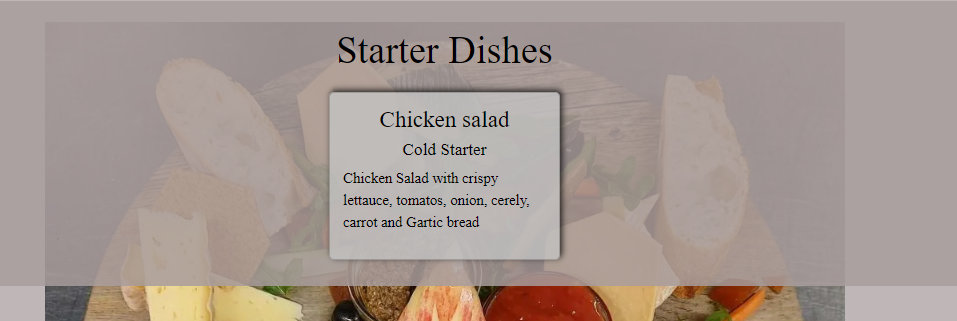 Starter Dishes
Chicken salad
Cold Starter
Chicken Salad with crispy
lettauce, tomatos, onion, cerely,
carrot and Gartic bread